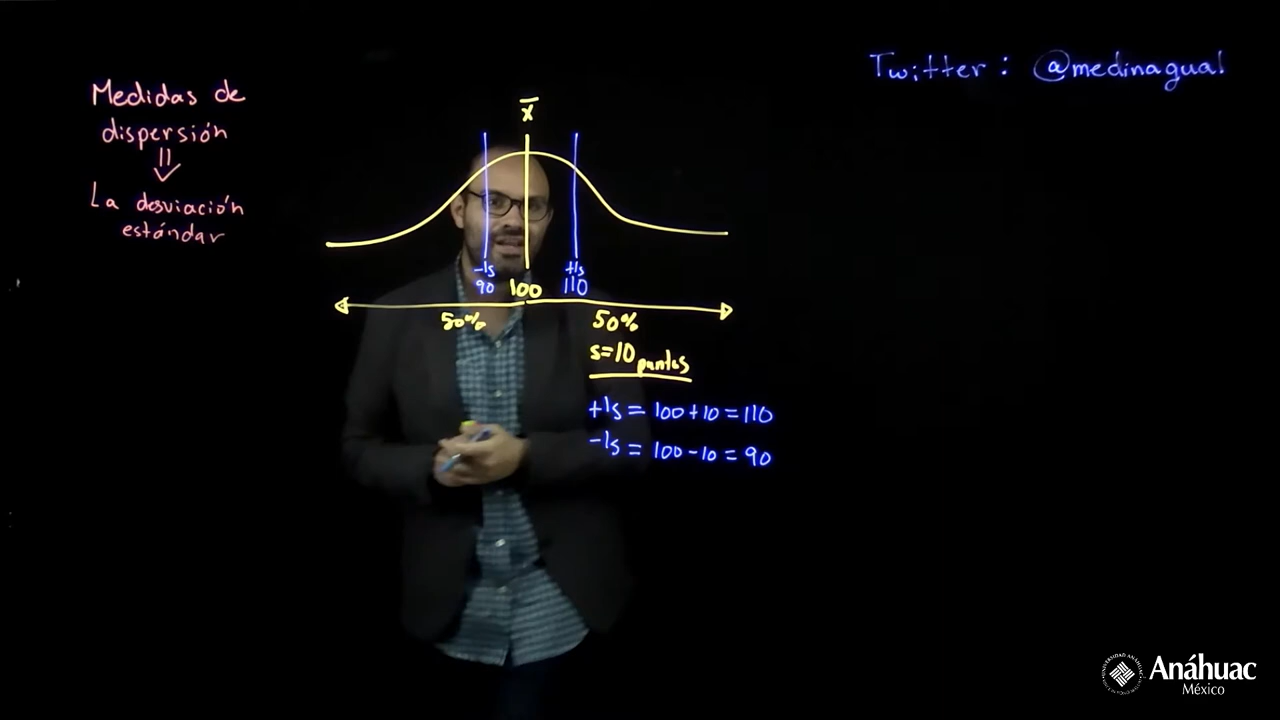 Medidas de
dispersión
La desviación
estándar
Twitter: @medinagual
x̄
-1s
90
100
+1s
110
50%
50%
s=10 puntos
+1s = 100+10=110
-1s = 100-10=90
Anáhuac
México